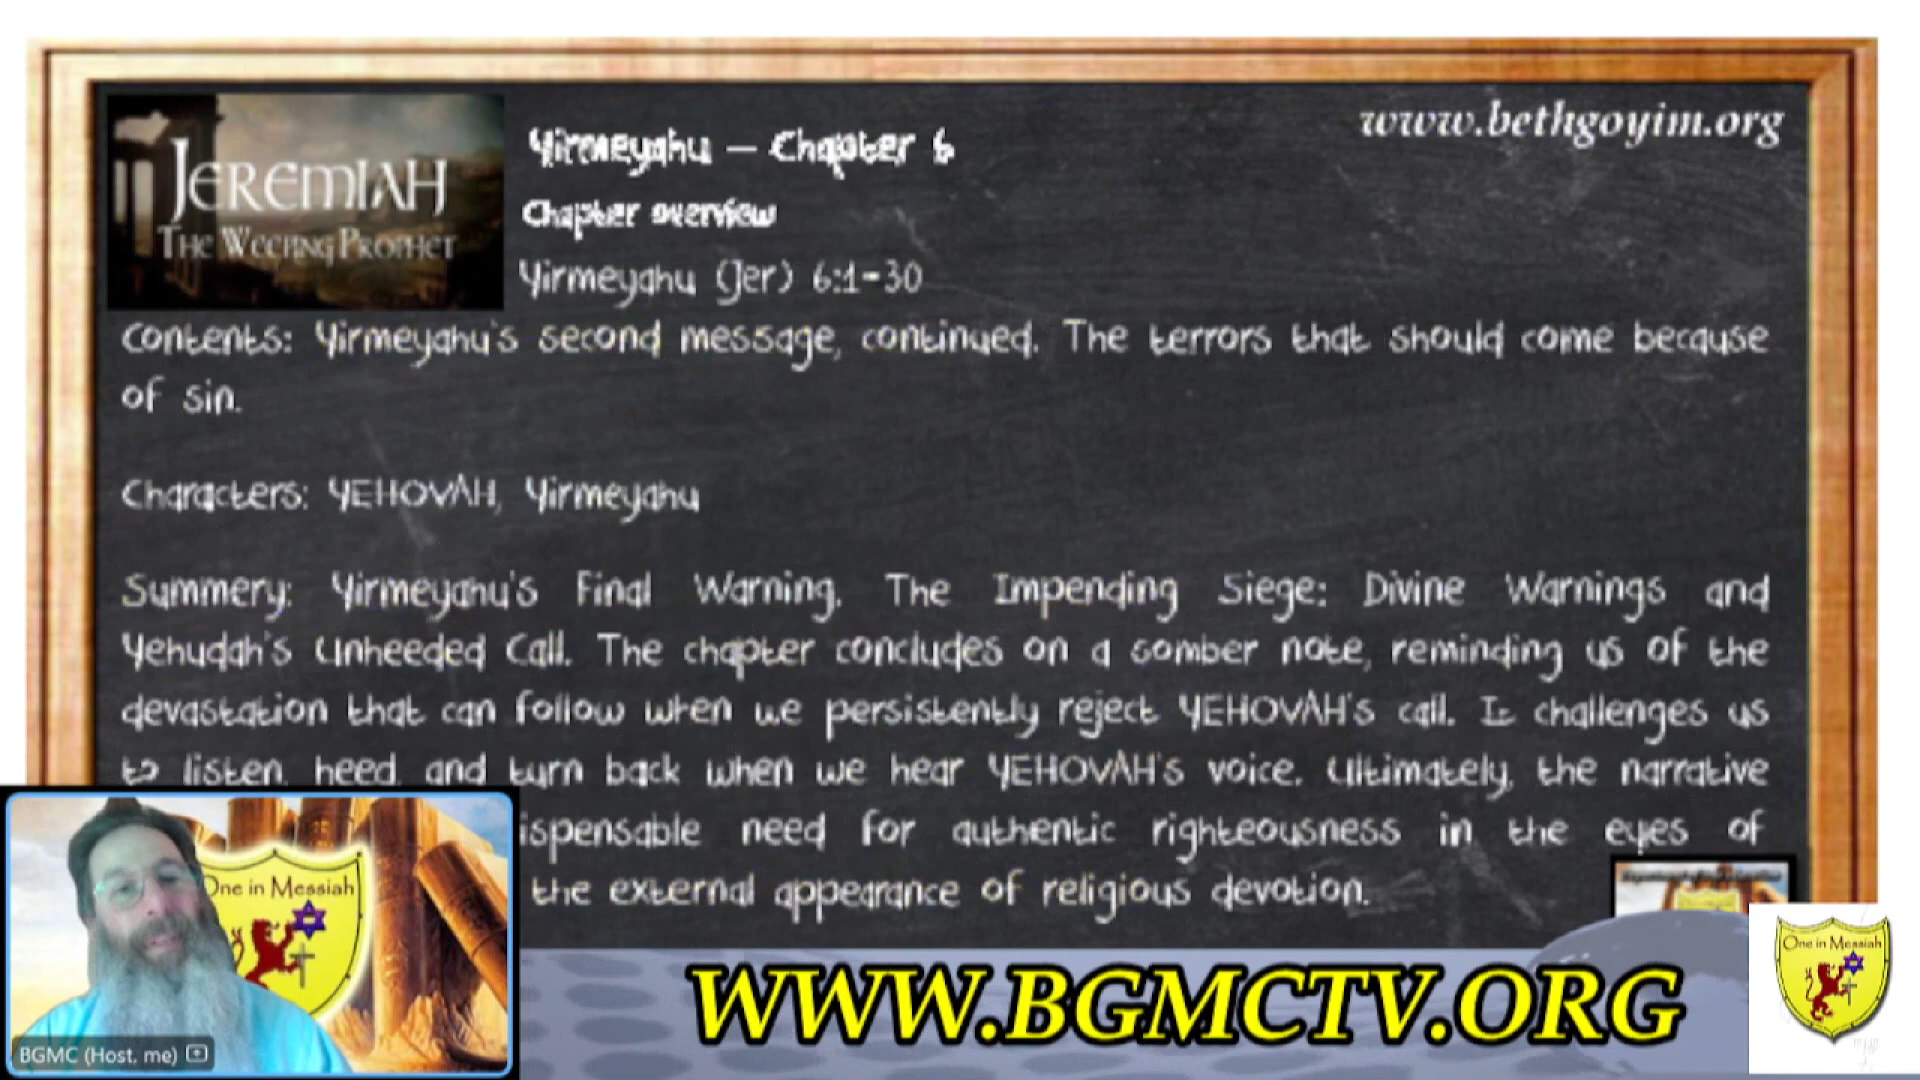 www.bethgoyim.org
JEREMIAH
THE WEEPING PROPHET
Yirmeyahu – Chapter 6
Chapter overview
Yirmeyahu (Jer) 6:1-30
Contents: Yirmeyahu's second message, continued. The terrors that should come because
of sin.
Characters: YEHOVAH, Yirmeyahu
Summery: Yirmeyahu's Final Warning. The Impending Siege: Divine Warnings and
Yehudah's Unheeded Call. The chapter concludes on a somber note, reminding us of the
devastation that can follow when we persistently reject YEHOVAH's call. It challenges us
to listen, heed, and turn back when we hear YEHOVAH's voice. Ultimately, the narrative
ispensable need for authentic righteousness in the eyes of
the external appearance of religious devotion.
One in Messiah
BGMC (Host, me)
WWW.BGMCTV.ORG
One in Messiah